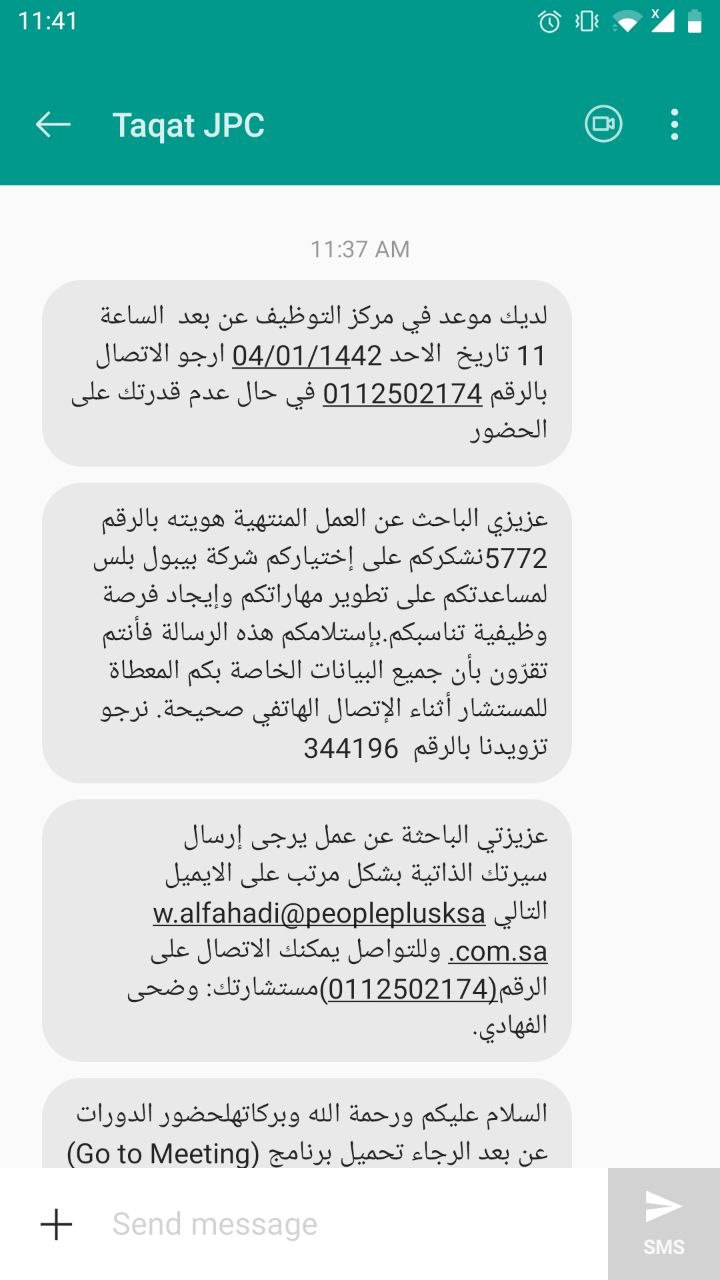 11:41
Taqat JPC
11:37 AM
لديك موعد في مركز التوظيف عن بعد  الساعة
11 تاريخ  الاحد 04/01/1442 ارجو الاتصال
بالرقم 0112502174 في حال عدم قدرتك على
الحضور
عزيزي الباحث عن العمل المنتهية هويته بالرقم
5772نشكركم على إختياركم شركة بيبول بلس
لمساعدتكم على تطوير مهاراتكم وإيجاد فرصة
وظيفية تناسبكم.بإستلامكم هذه الرسالة فأنتم
تقرّون بأن جميع البيانات الخاصة بكم المعطاة
للمستشار أثناء الإتصال الهاتفي صحيحة. نرجو
تزويدنا بالرقم  344196
عزيزتي الباحثة عن عمل يرجى إرسال
سيرتك الذاتية بشكل مرتب على الايميل
التالي w.alfahadi@peopleplusksa
.com.sa وللتواصل يمكنك الاتصال على
الرقم(0112502174)مستشارتك: وضحى
الفهادي.
السلام عليكم ورحمة الله وبركاتهلحضور الدورات
عن بعد الرجاء تحميل برنامج (Go to Meeting)
Send message
SMS